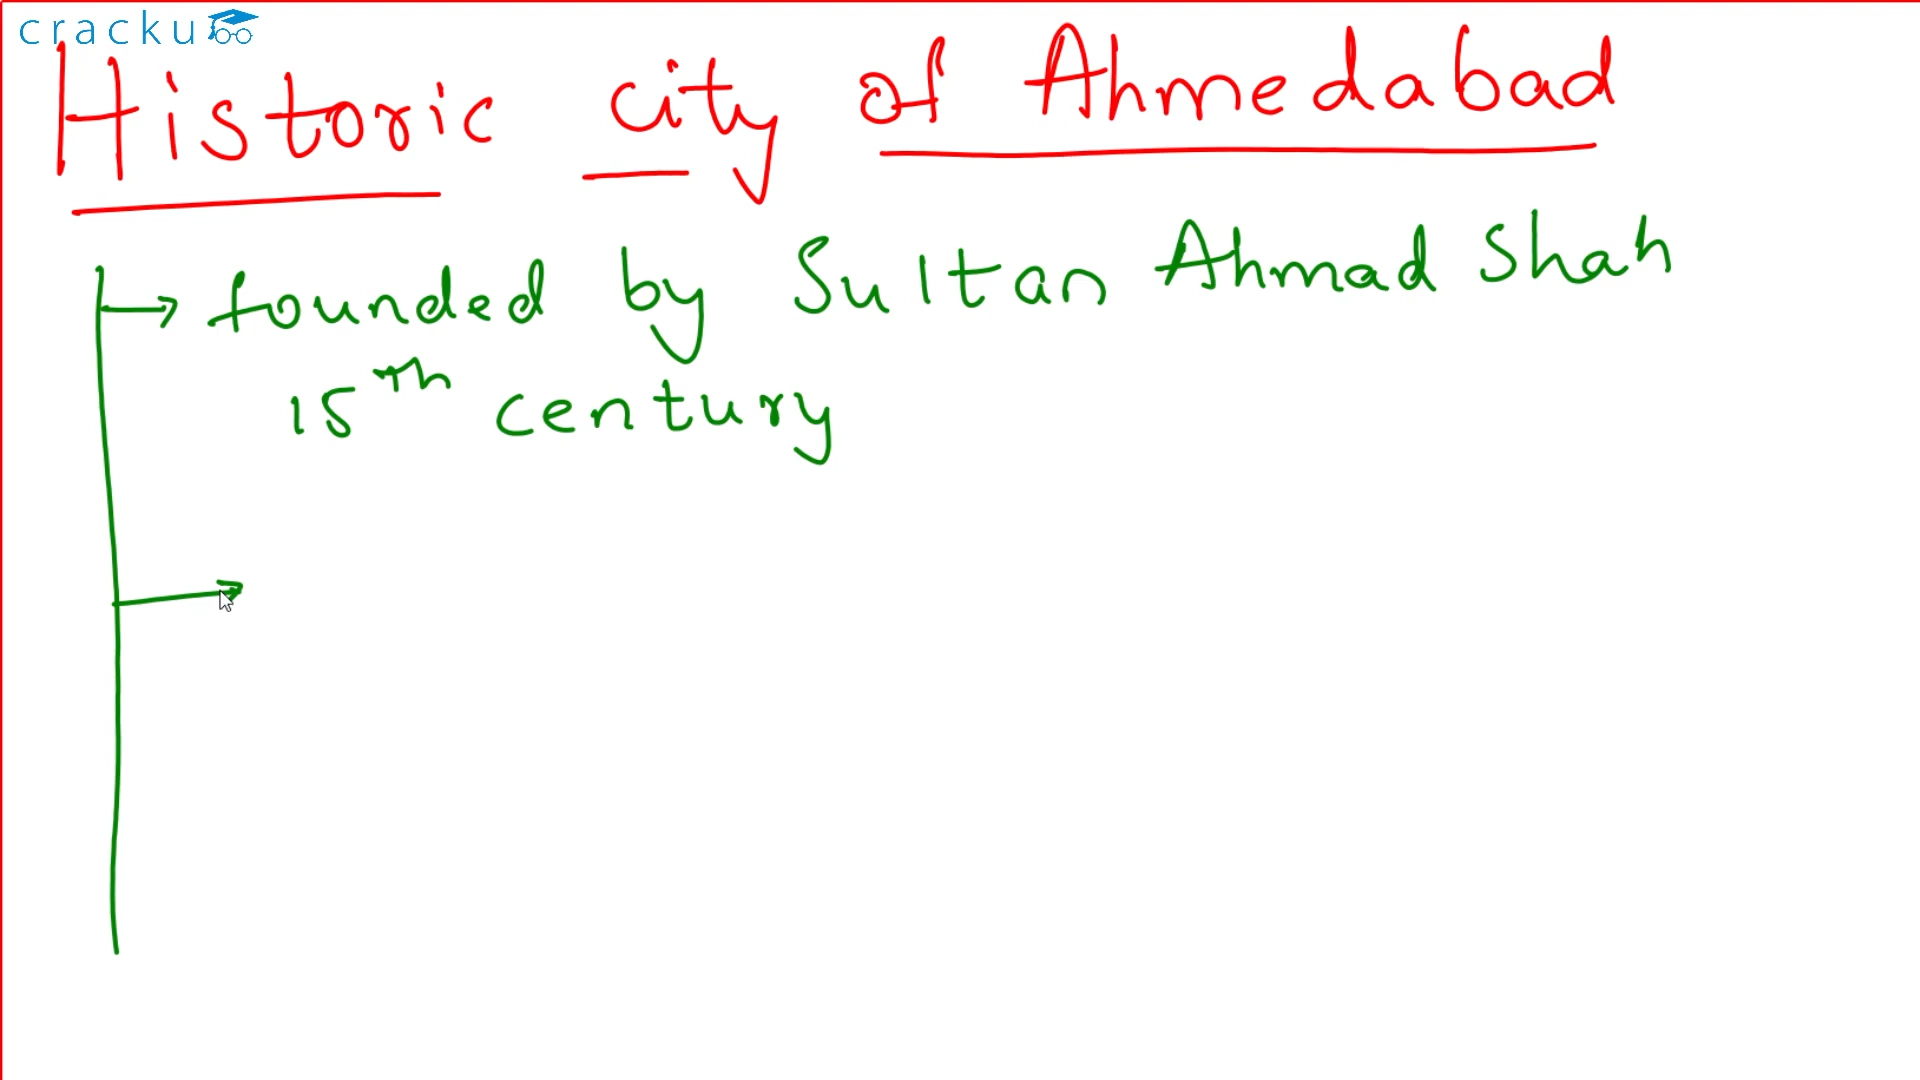 cracku
Historic city of Ahmedabad
founded by Sultan Ahmad Shah
15th century